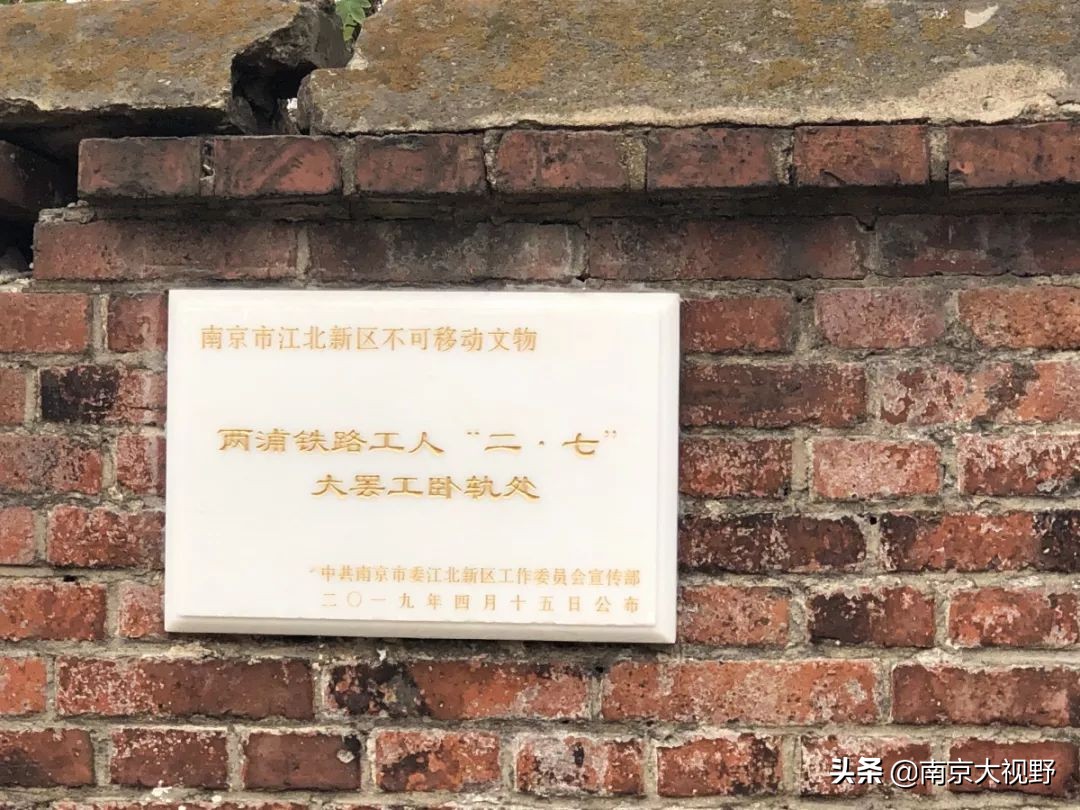 南京市江北新区不可移动文物
两浦铁路工人“二·七”
大罢工卧轨处
中共南京市委江北新区工作委员会宣传部
二〇一九年四月十五日公布
头条 @南京大视野